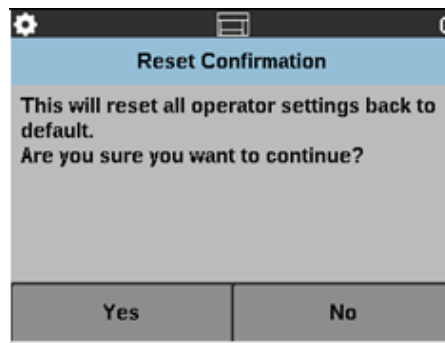 Reset Confirmation
This will reset all operator settings back to
default.
Are you sure you want to continue?
Yes
No